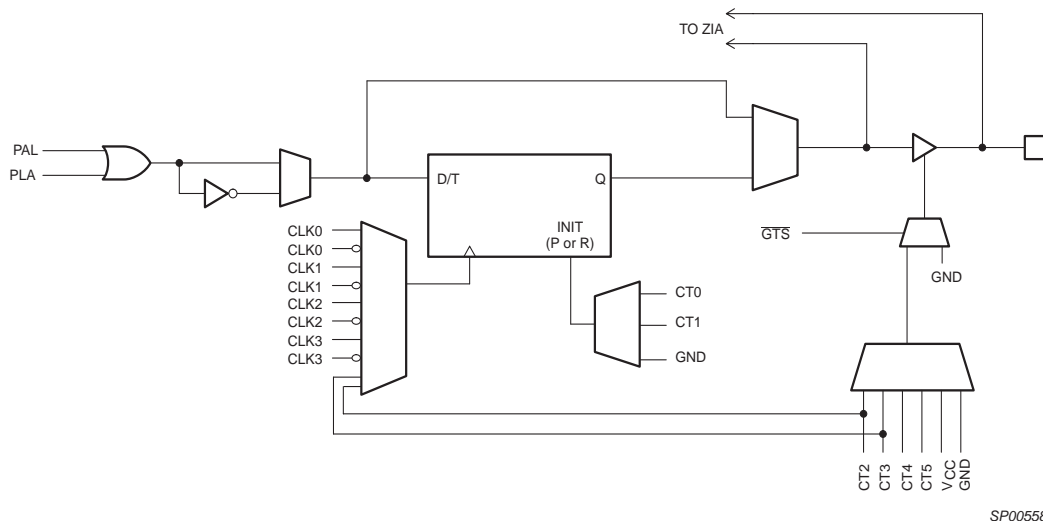 TO ZIA
PAL
PLA
D/T
Q
INIT
(P or R)
CLK0
CLK0
CLK1
CLK1
CLK2
CLK2
CLK3
CLK3
CT0
CT1
GND
GTS
GND
CT2
CT3
CT4
CT5
VCC
GND
SP00558